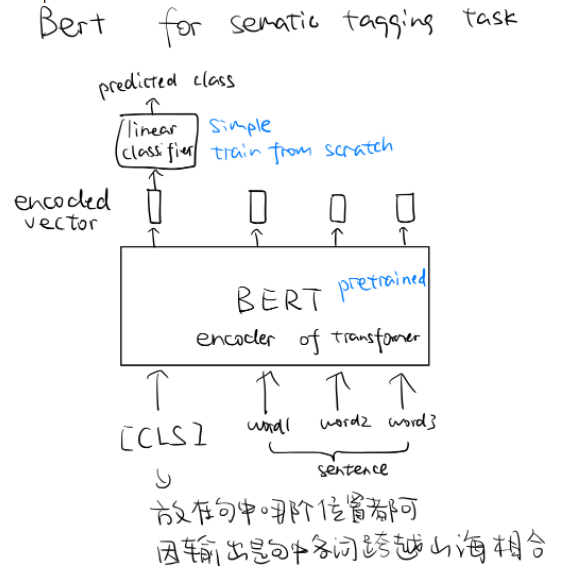 Bert for sematic tagging task
predicted class
linear classifier
simple
train from scratch
encoded vector
BERT pretrained
encoder of transformer
[CLS] word1 word2 word3
sentence
放在句中哪个位置都可
因输出是句中各词跨越山海相合